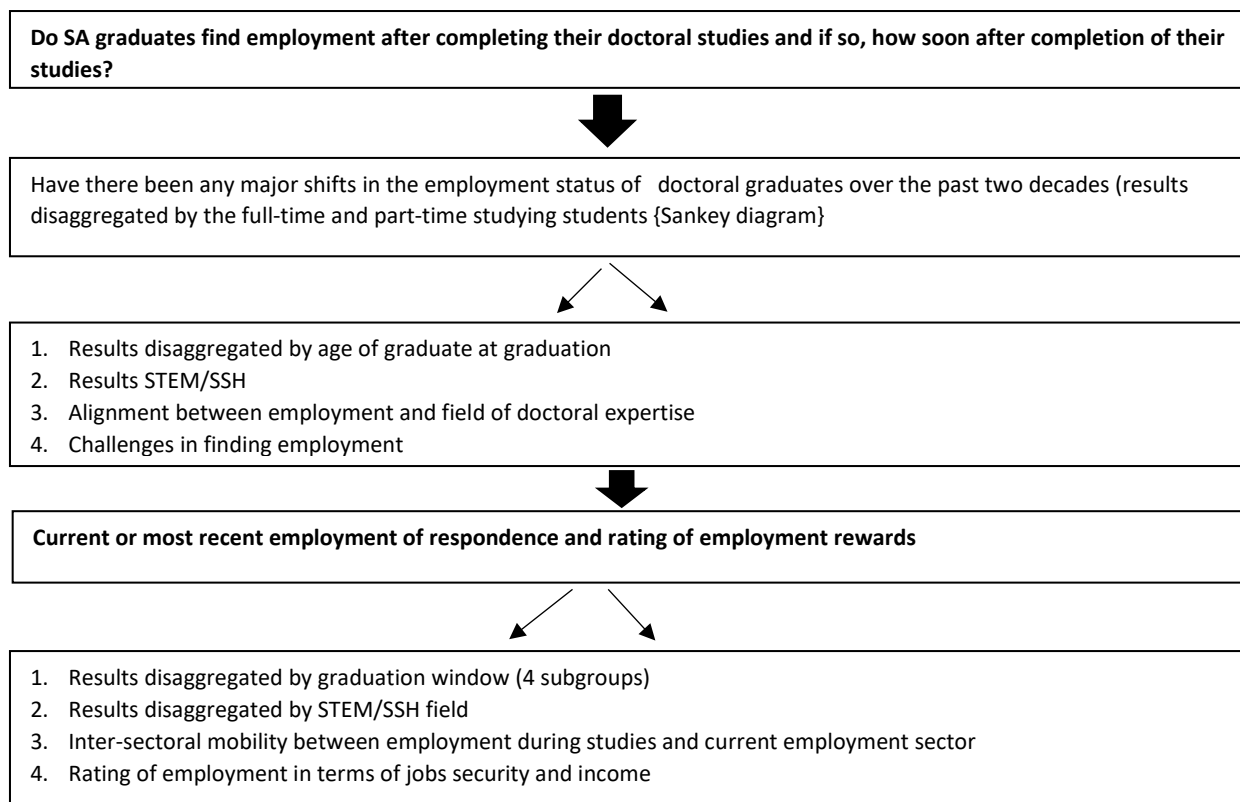 Do SA graduates find employment after completing their doctoral studies and if so, how soon after completion of their
studies?
Have there been any major shifts in the employment status of doctoral graduates over the past two decades (results
disaggregated by the full-time and part-time studying students {Sankey diagram}
1. Results disaggregated by age of graduate at graduation
2. Results STEM/SSH
3. Alignment between employment and field of doctoral expertise
4. Challenges in finding employment
Current or most recent employment of respondence and rating of employment rewards
1. Results disaggregated by graduation window (4 subgroups)
2. Results disaggregated by STEM/SSH field
3. Inter-sectoral mobility between employment during studies and current employment sector
4. Rating of employment in terms of jobs security and income